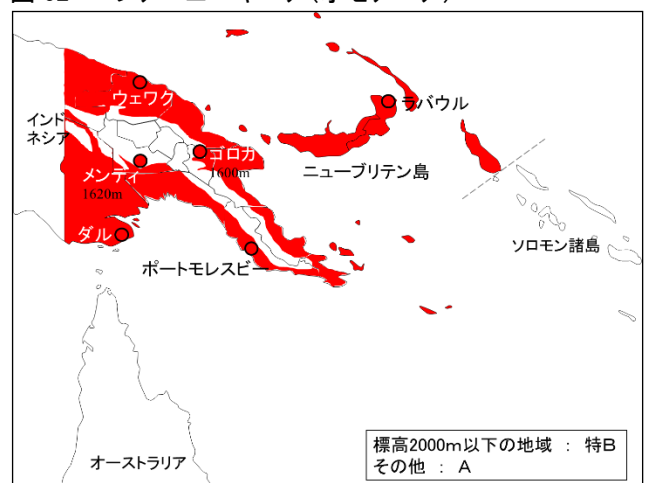 ウェワク
ラバウル
インド
ネシア
ゴロカ
1600m
メンディ
1620m
ニューブリテン島
ダル
ポートモレスビー
ソロモン諸島
オーストラリア
標高2000m以下の地域 : 特B
その他 : A